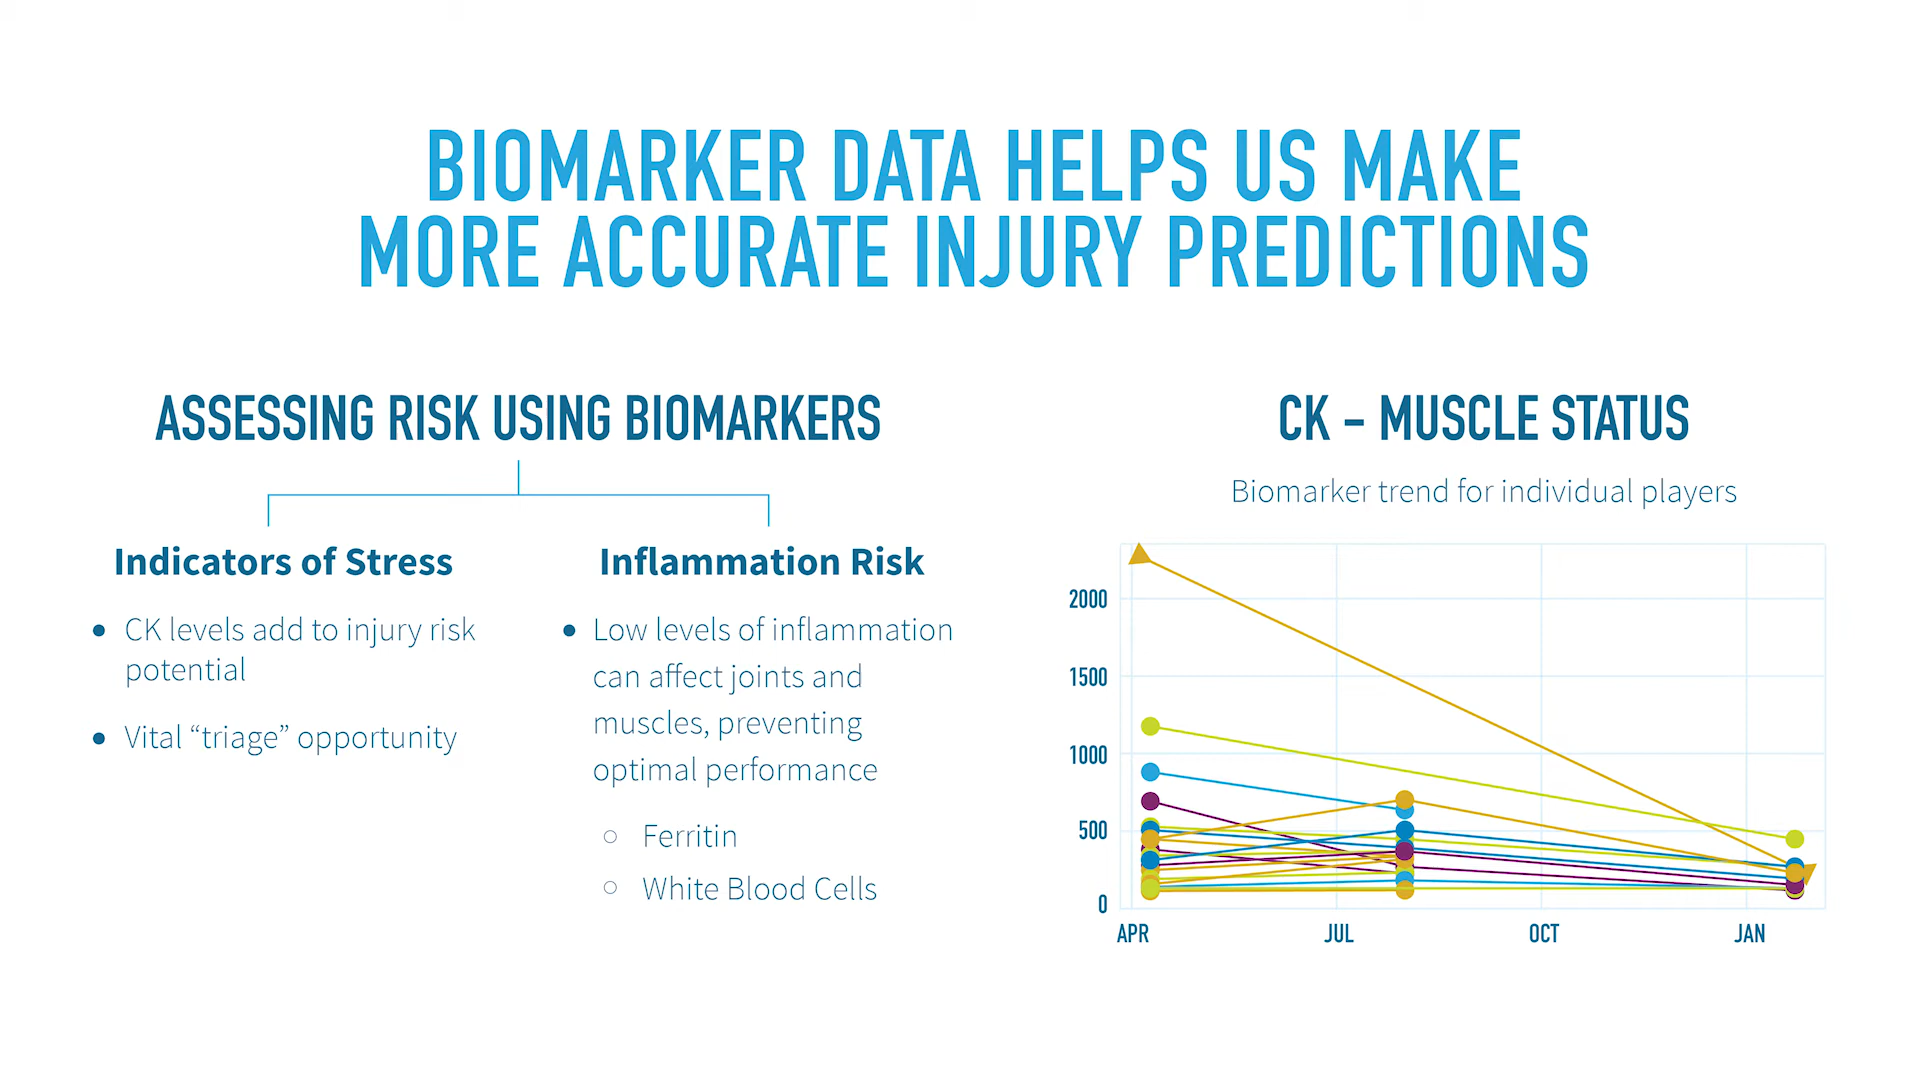 BIOMARKER DATA HELPS US MAKE
MORE ACCURATE INJURY PREDICTIONS
ASSESSING RISK USING BIOMARKERS
Indicators of Stress
• CK levels add to injury risk
potential
• Vital “triage” opportunity
Inflammation Risk
• Low levels of inflammation
can affect joints and
muscles, preventing
optimal performance
○ Ferritin
○ White Blood Cells
CK – MUSCLE STATUS
Biomarker trend for individual players
2000
1500
1000
500
0
APR JUL OCT JAN